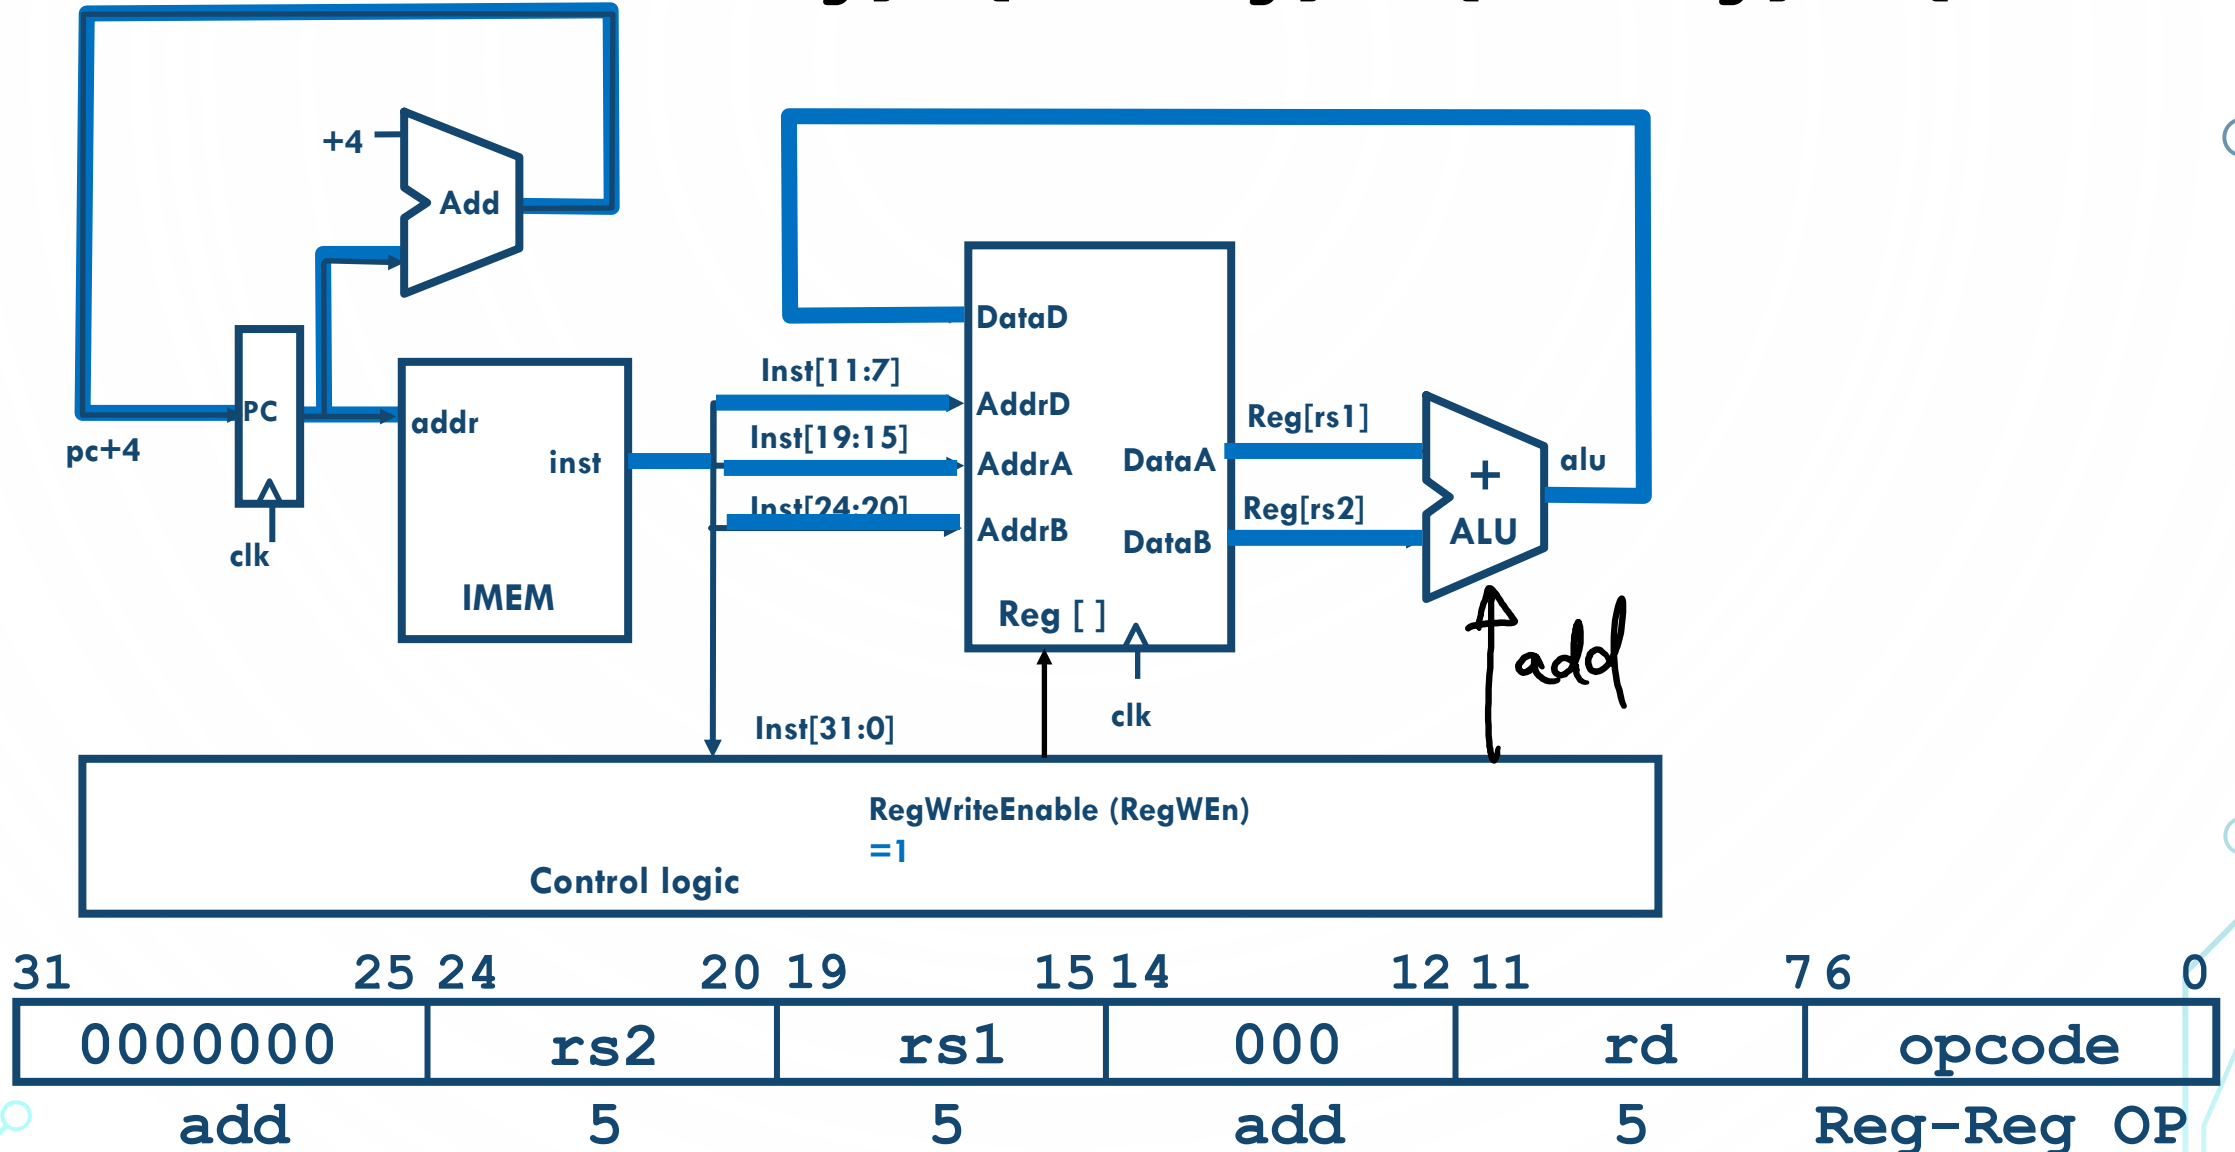 +4
Add
DataD
Inst[11:7]
PC
addr
AddrD
Reg[rs1]
Inst[19:15]
pc+4
inst
AddrA
DataA
+
alu
Inst[24:20]
Reg[rs2]
AddrB
DataB
ALU
clk
IMEM
Reg [ ]
add
clk
Inst[31:0]
RegWriteEnable (RegWEn)
=1
Control logic
31 25 24 20 19 15 14 12 11 7 6 0
0000000 rs2 rs1 000 rd opcode
add 5 5 add 5 Reg-Reg OP